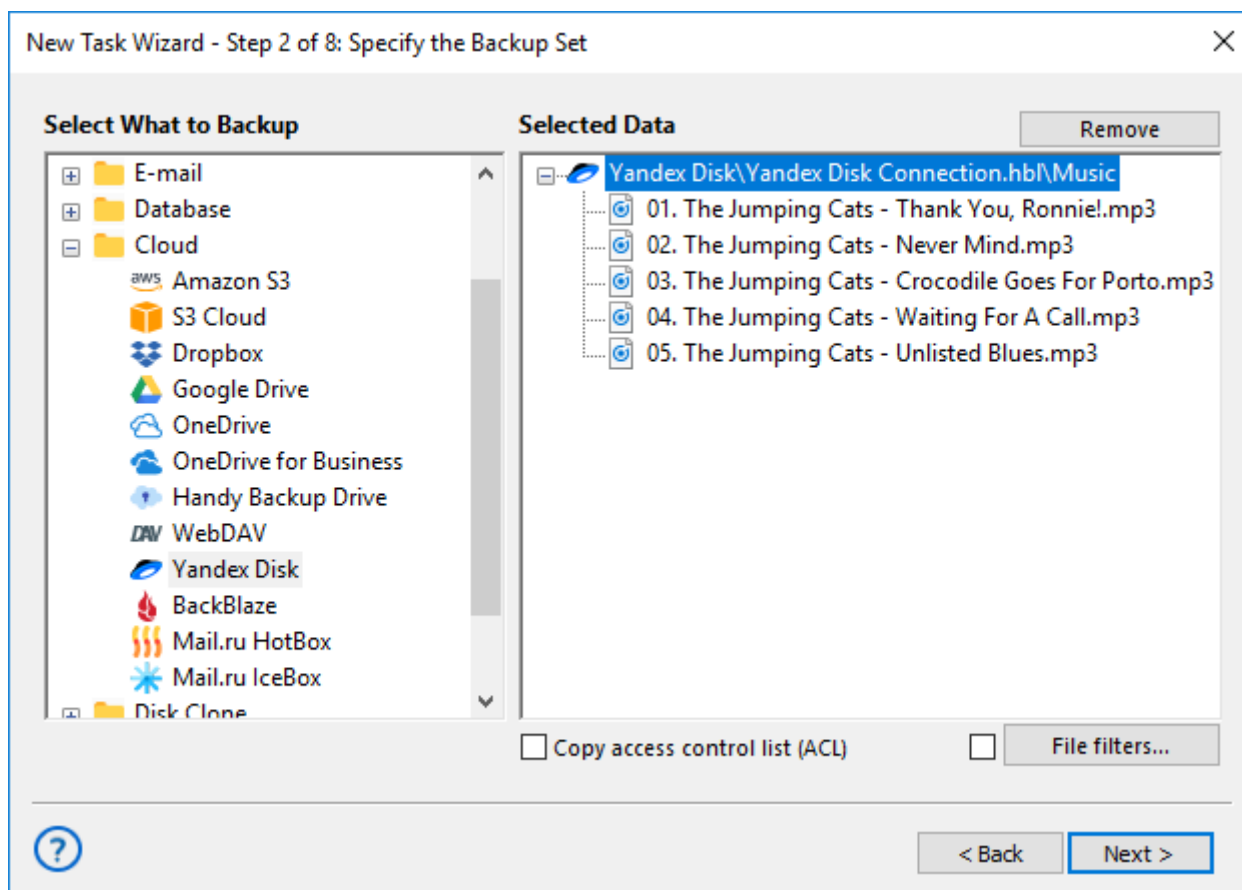 New Task Wizard - Step 2 of 8: Specify the Backup Set
Select What to Backup
E-mail
Database
Cloud
aws Amazon S3
S3 Cloud
Dropbox
Google Drive
OneDrive
OneDrive for Business
Handy Backup Drive
DAV WebDAV
Yandex Disk
BackBlaze
Mail.ru HotBox
Mail.ru IceBox
Disk Clone
Selected Data
Remove
Yandex Disk\Yandex Disk Connection.hbl\Music
01. The Jumping Cats - Thank You, Ronnie!.mp3
02. The Jumping Cats - Never Mind.mp3
03. The Jumping Cats - Crocodile Goes For Porto.mp3
04. The Jumping Cats - Waiting For A Call.mp3
05. The Jumping Cats - Unlisted Blues.mp3
Copy access control list (ACL)
File filters...
?
< Back
Next >